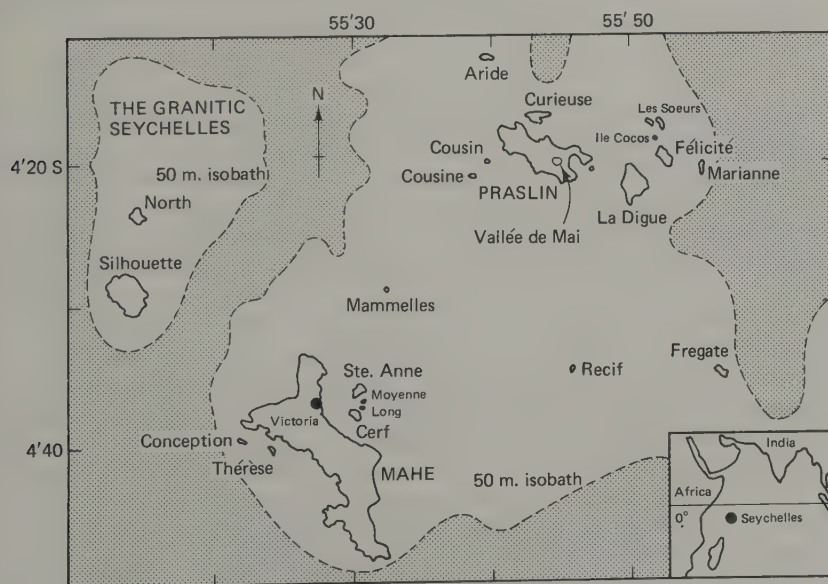 55'30
55' 50
THE GRANITIC
SEYCHELLES
N
Aride
Curieuse
Les Soeurs
Ile Cocos
Félicité
4'20 S
50 m. isobath
Cousin
Cousine
Marianne
PRASLIN
La Digue
North
Vallée de Mai
Silhouette
Mammelles
Ste. Anne
Recif
Fregate
Moyenne
Victoria
Long
Cerf
Conception
4'40
Thérèse
MAHE
50 m. isobath
India
Africa
0°
Seychelles